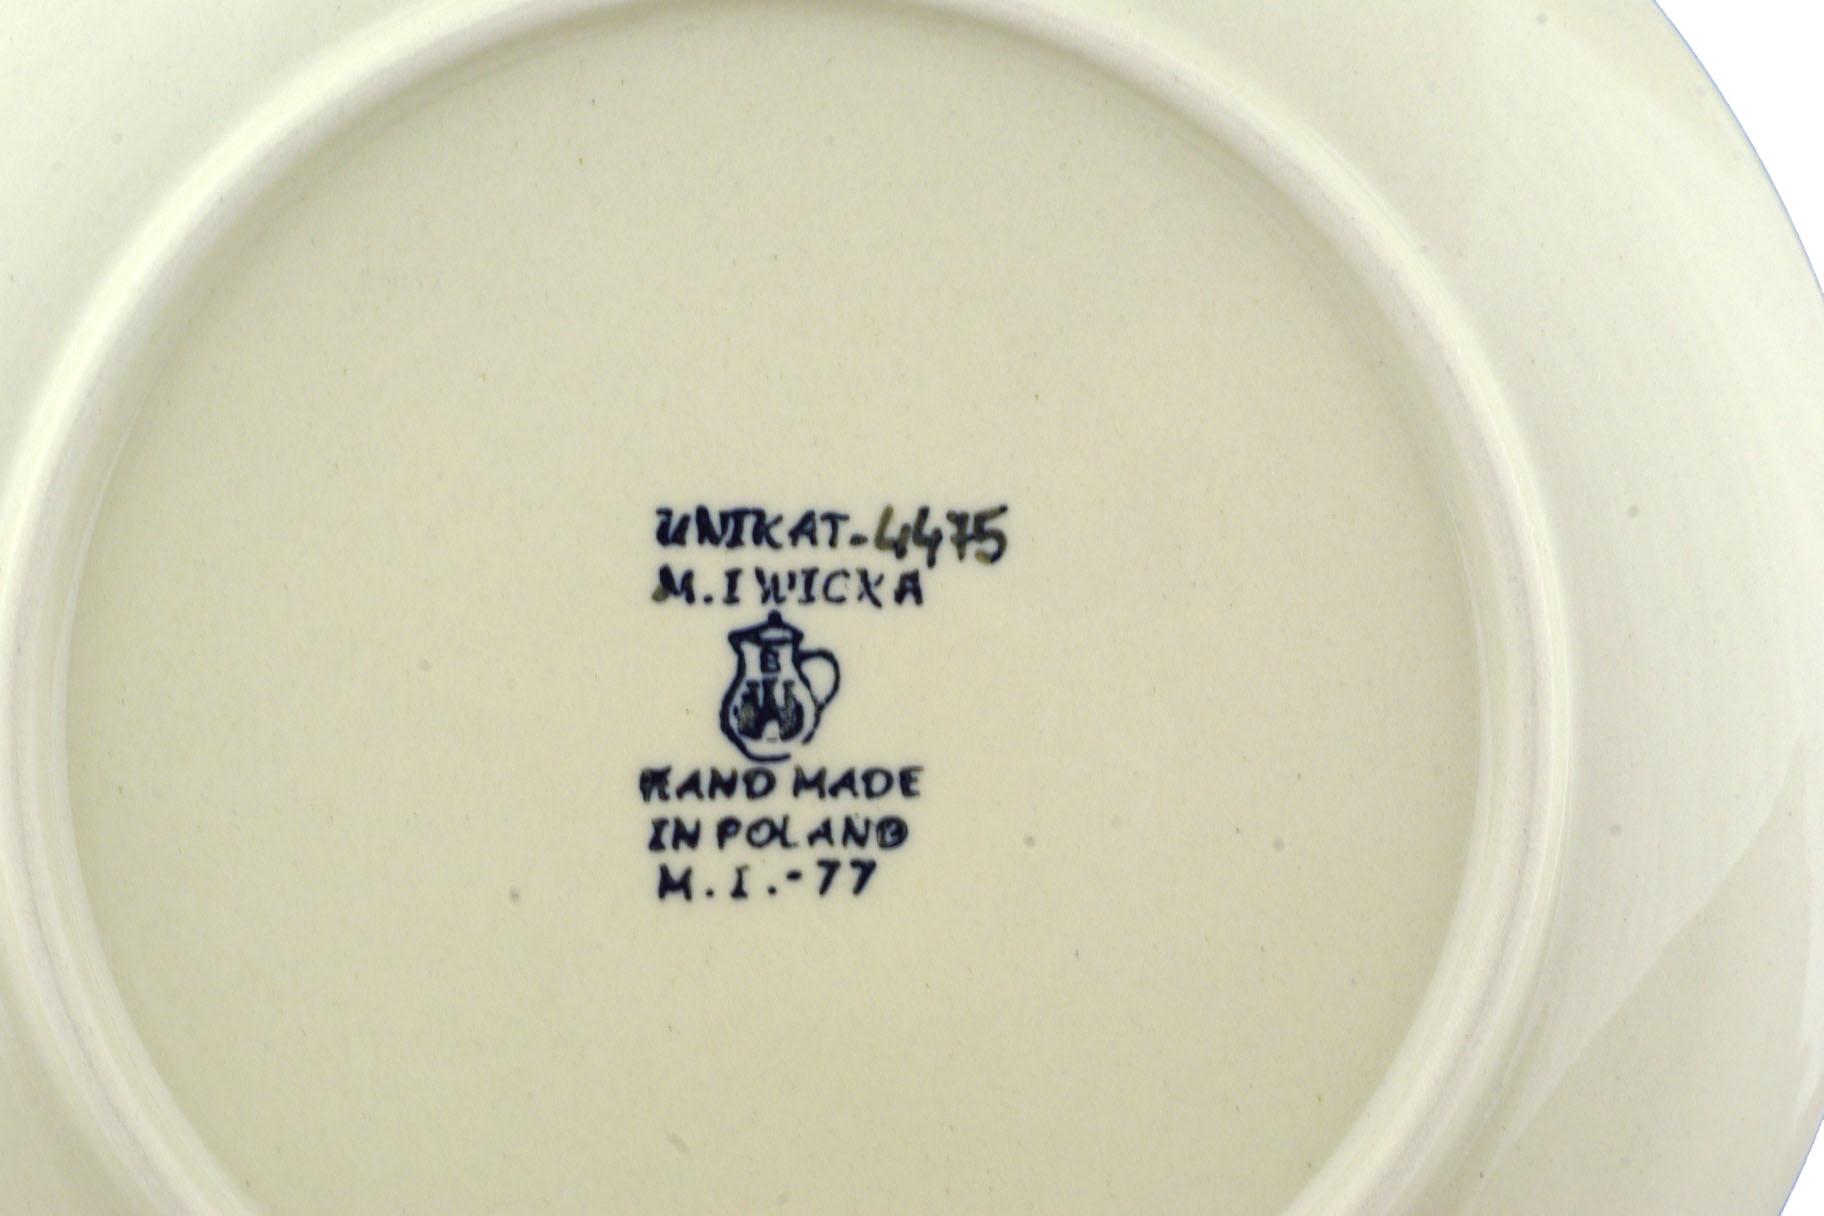 UNIKAT-4475
M.IWICKA
B
HAND MADE
IN POLAND
M.I.-77